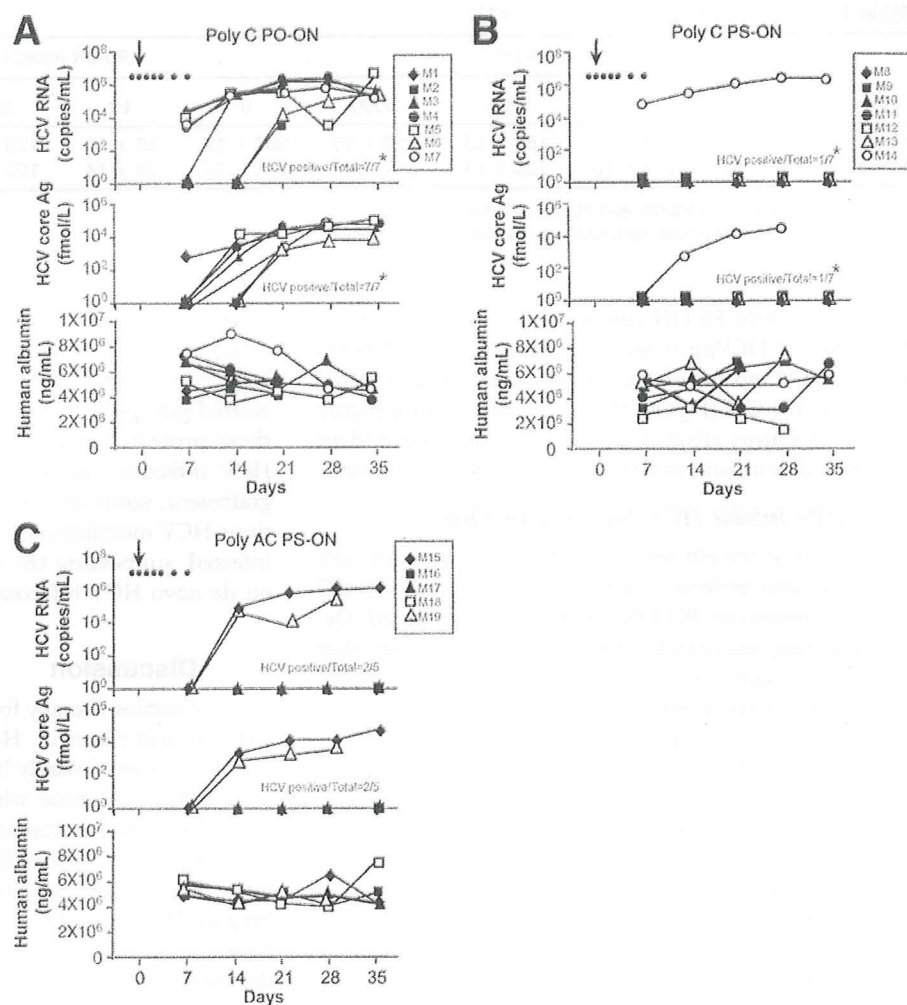 A
Poly C PO-ON
HCV RNA
(copies/mL)
10⁸
10⁶
10⁴
10²
10⁰
HCV positive/Total=7/7*
M1
M2
M3
M4
M5
M6
M7
HCV core Ag
(fmol/L)
10⁶
10⁴
10²
10⁰
HCV positive/Total=7/7*
Human albumin
(ng/mL)
1X10⁷
8X10⁶
6X10⁶
4X10⁶
2X10⁶
0
0 7 14 21 28 35
Days
B
Poly C PS-ON
HCV RNA
(copies/mL)
10⁸
10⁶
10⁴
10²
10⁰
HCV positive/Total=1/7*
M8
M9
M10
M11
M12
M13
M14
HCV core Ag
(fmol/L)
10⁶
10⁴
10²
10⁰
HCV positive/Total=1/7*
Human albumin
(ng/mL)
1X10⁷
8X10⁶
6X10⁶
4X10⁶
2X10⁶
0
0 7 14 21 28 35
Days
C
Poly AC PS-ON
HCV RNA
(copies/mL)
10⁸
10⁶
10⁴
10²
10⁰
HCV positive/Total=2/5
M15
M16
M17
M18
M19
HCV core Ag
(fmol/L)
10⁶
10⁴
10²
10⁰
HCV positive/Total=2/5
Human albumin
(ng/mL)
1X10⁷
8X10⁶
6X10⁶
4X10⁶
2X10⁶
0
0 7 14 21 28 35
Days